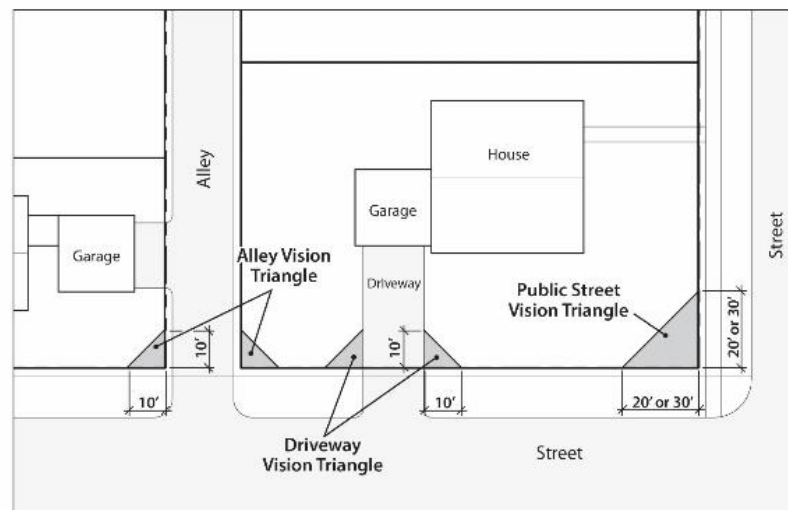 House
Alley
Garage
Street
Garage
Alley Vision
Triangle
Driveway
Public Street
Vision Triangle
20’ or 30’
10’
10’
10’
10’
20’ or 30’
Driveway
Vision Triangle
Street